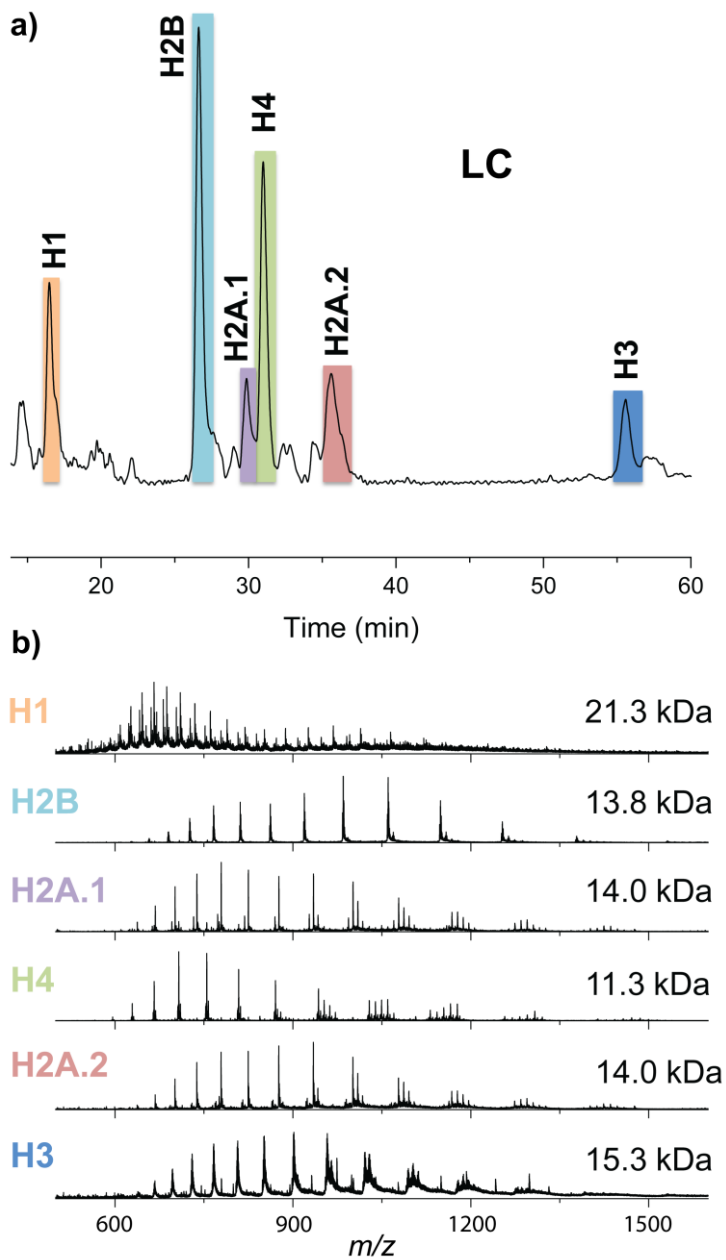 a)
H1
H2B
H2A.1
H4
H2A.2
H3
LC
20 30 40 50 60
Time (min)
b)
H1 21.3 kDa
H2B 13.8 kDa
H2A.1 14.0 kDa
H4 11.3 kDa
H2A.2 14.0 kDa
H3 15.3 kDa
600 900 1200 1500
m/z